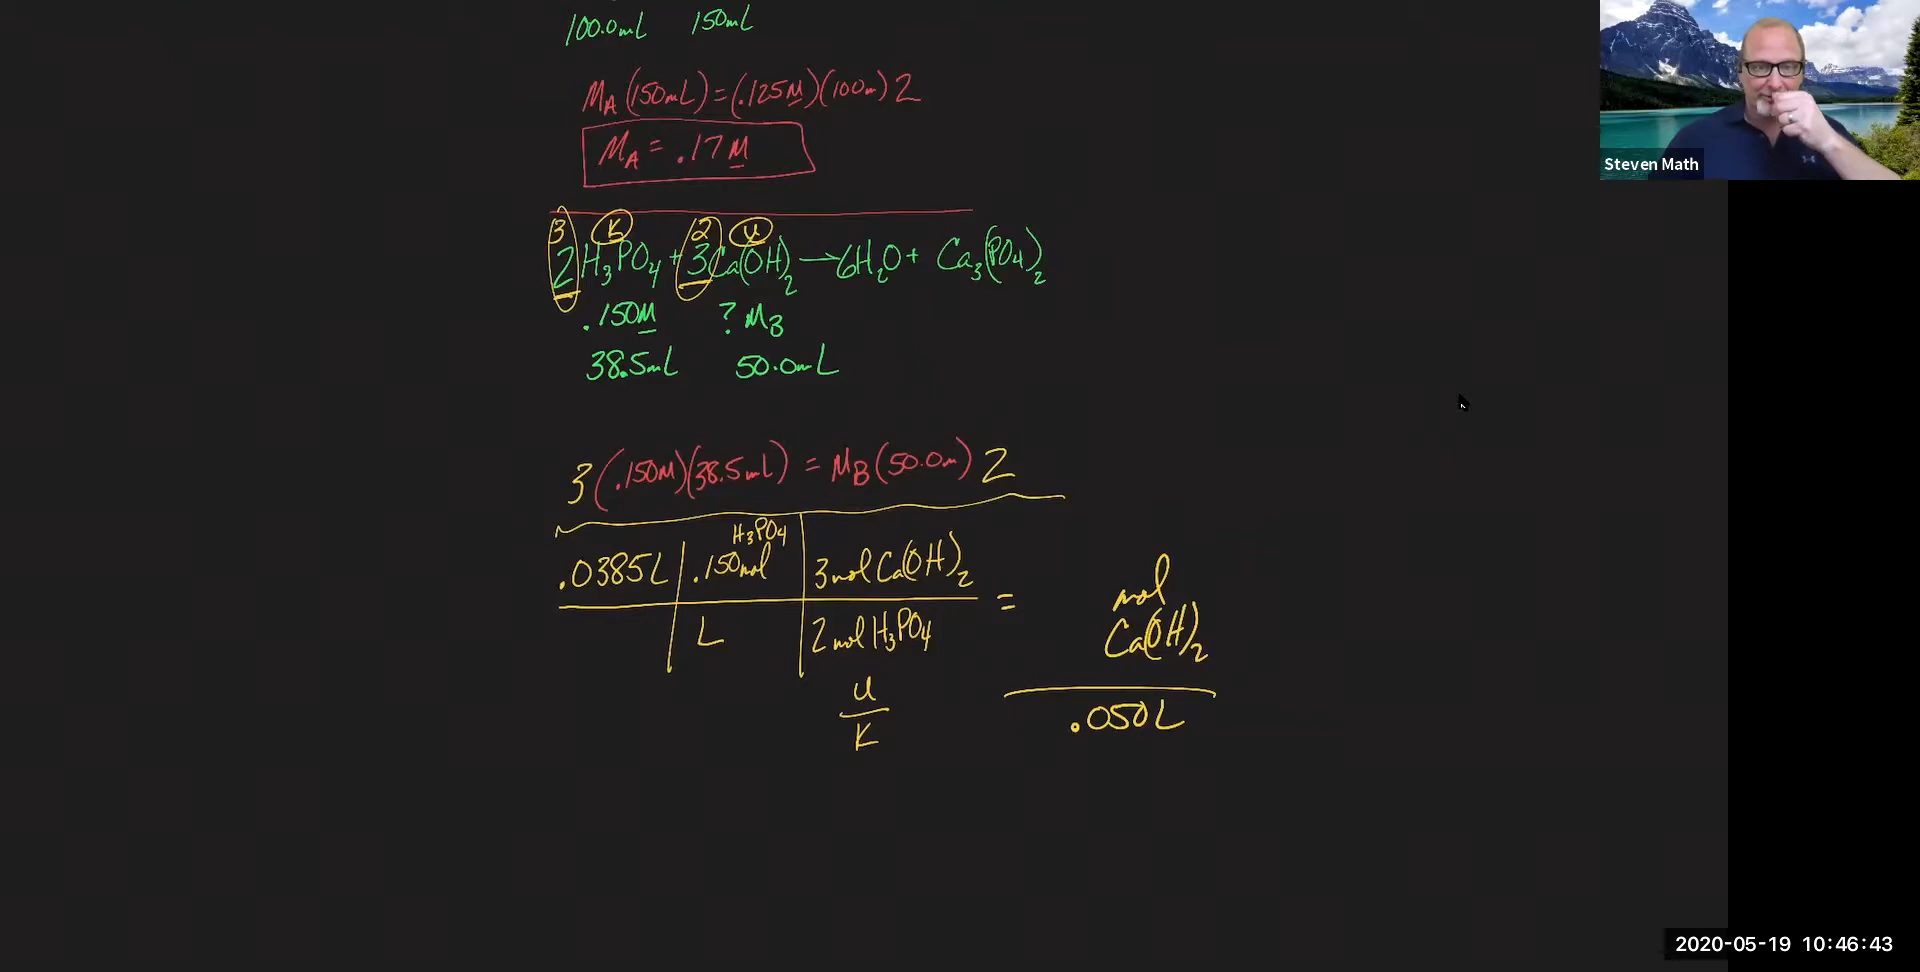 100.0mL 150mL
MA(150mL) = (.125M)(100m) 2
MA = .17M
3 K 2 U
2H3PO4 + 3Ca(OH)2 → 6H2O + Ca3(PO4)2
.150M ? MB
38.5mL 50.0mL
3(.150M)(38.5mL) = MB(50.0m) 2
H3PO4
.0385L .150mol 3mol Ca(OH)2
L 2mol H3PO4
=
mol
Ca(OH)2
.050L
U
K
Steven Math
2020-05-19 10:46:43